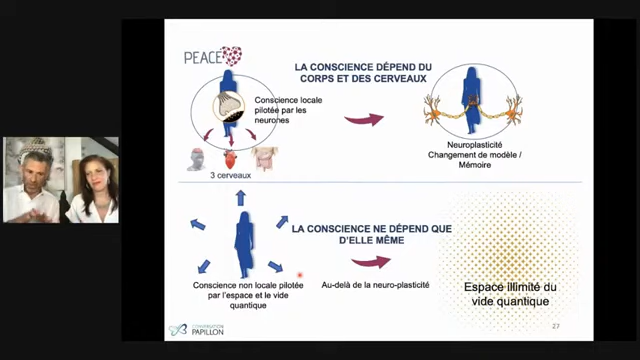 PEACE
LA CONSCIENCE DÉPEND DU
CORPS ET DES CERVEAUX
Conscience locale
pilotée par les
neurones
3 cerveaux
Neuroplasticité
Changement de modèle /
Mémoire
LA CONSCIENCE NE DÉPEND QUE
D'ELLE MÊME
Conscience non locale pilotée
par l'espace et le vide
quantique
Au-delà de la neuro-plasticité
Espace illimité du
vide quantique
PAPILLON
27